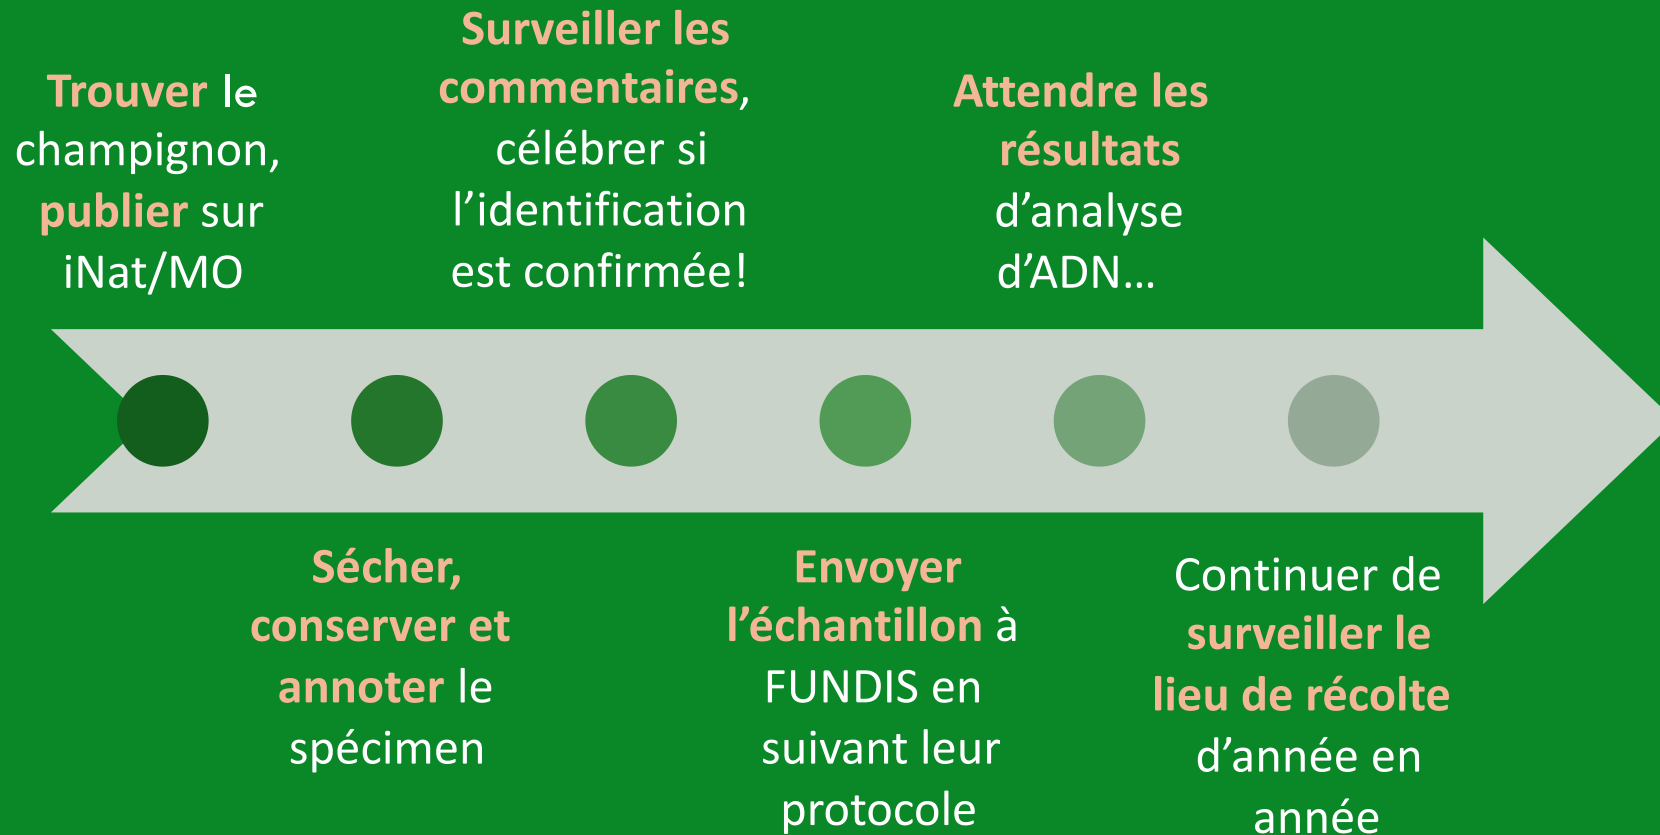 Trouver le
champignon,
publier sur
iNat/MO
Sécher,
conserver et
annoter le
spécimen
Surveiller les
commentaires,
célébrer si
l’identification
est confirmée!
Envoyer
l’échantillon à
FUNDIS en
suivant leur
protocole
Attendre les
résultats
d’analyse
d’ADN…
Continuer de
surveiller le
lieu de récolte
d’année en
année